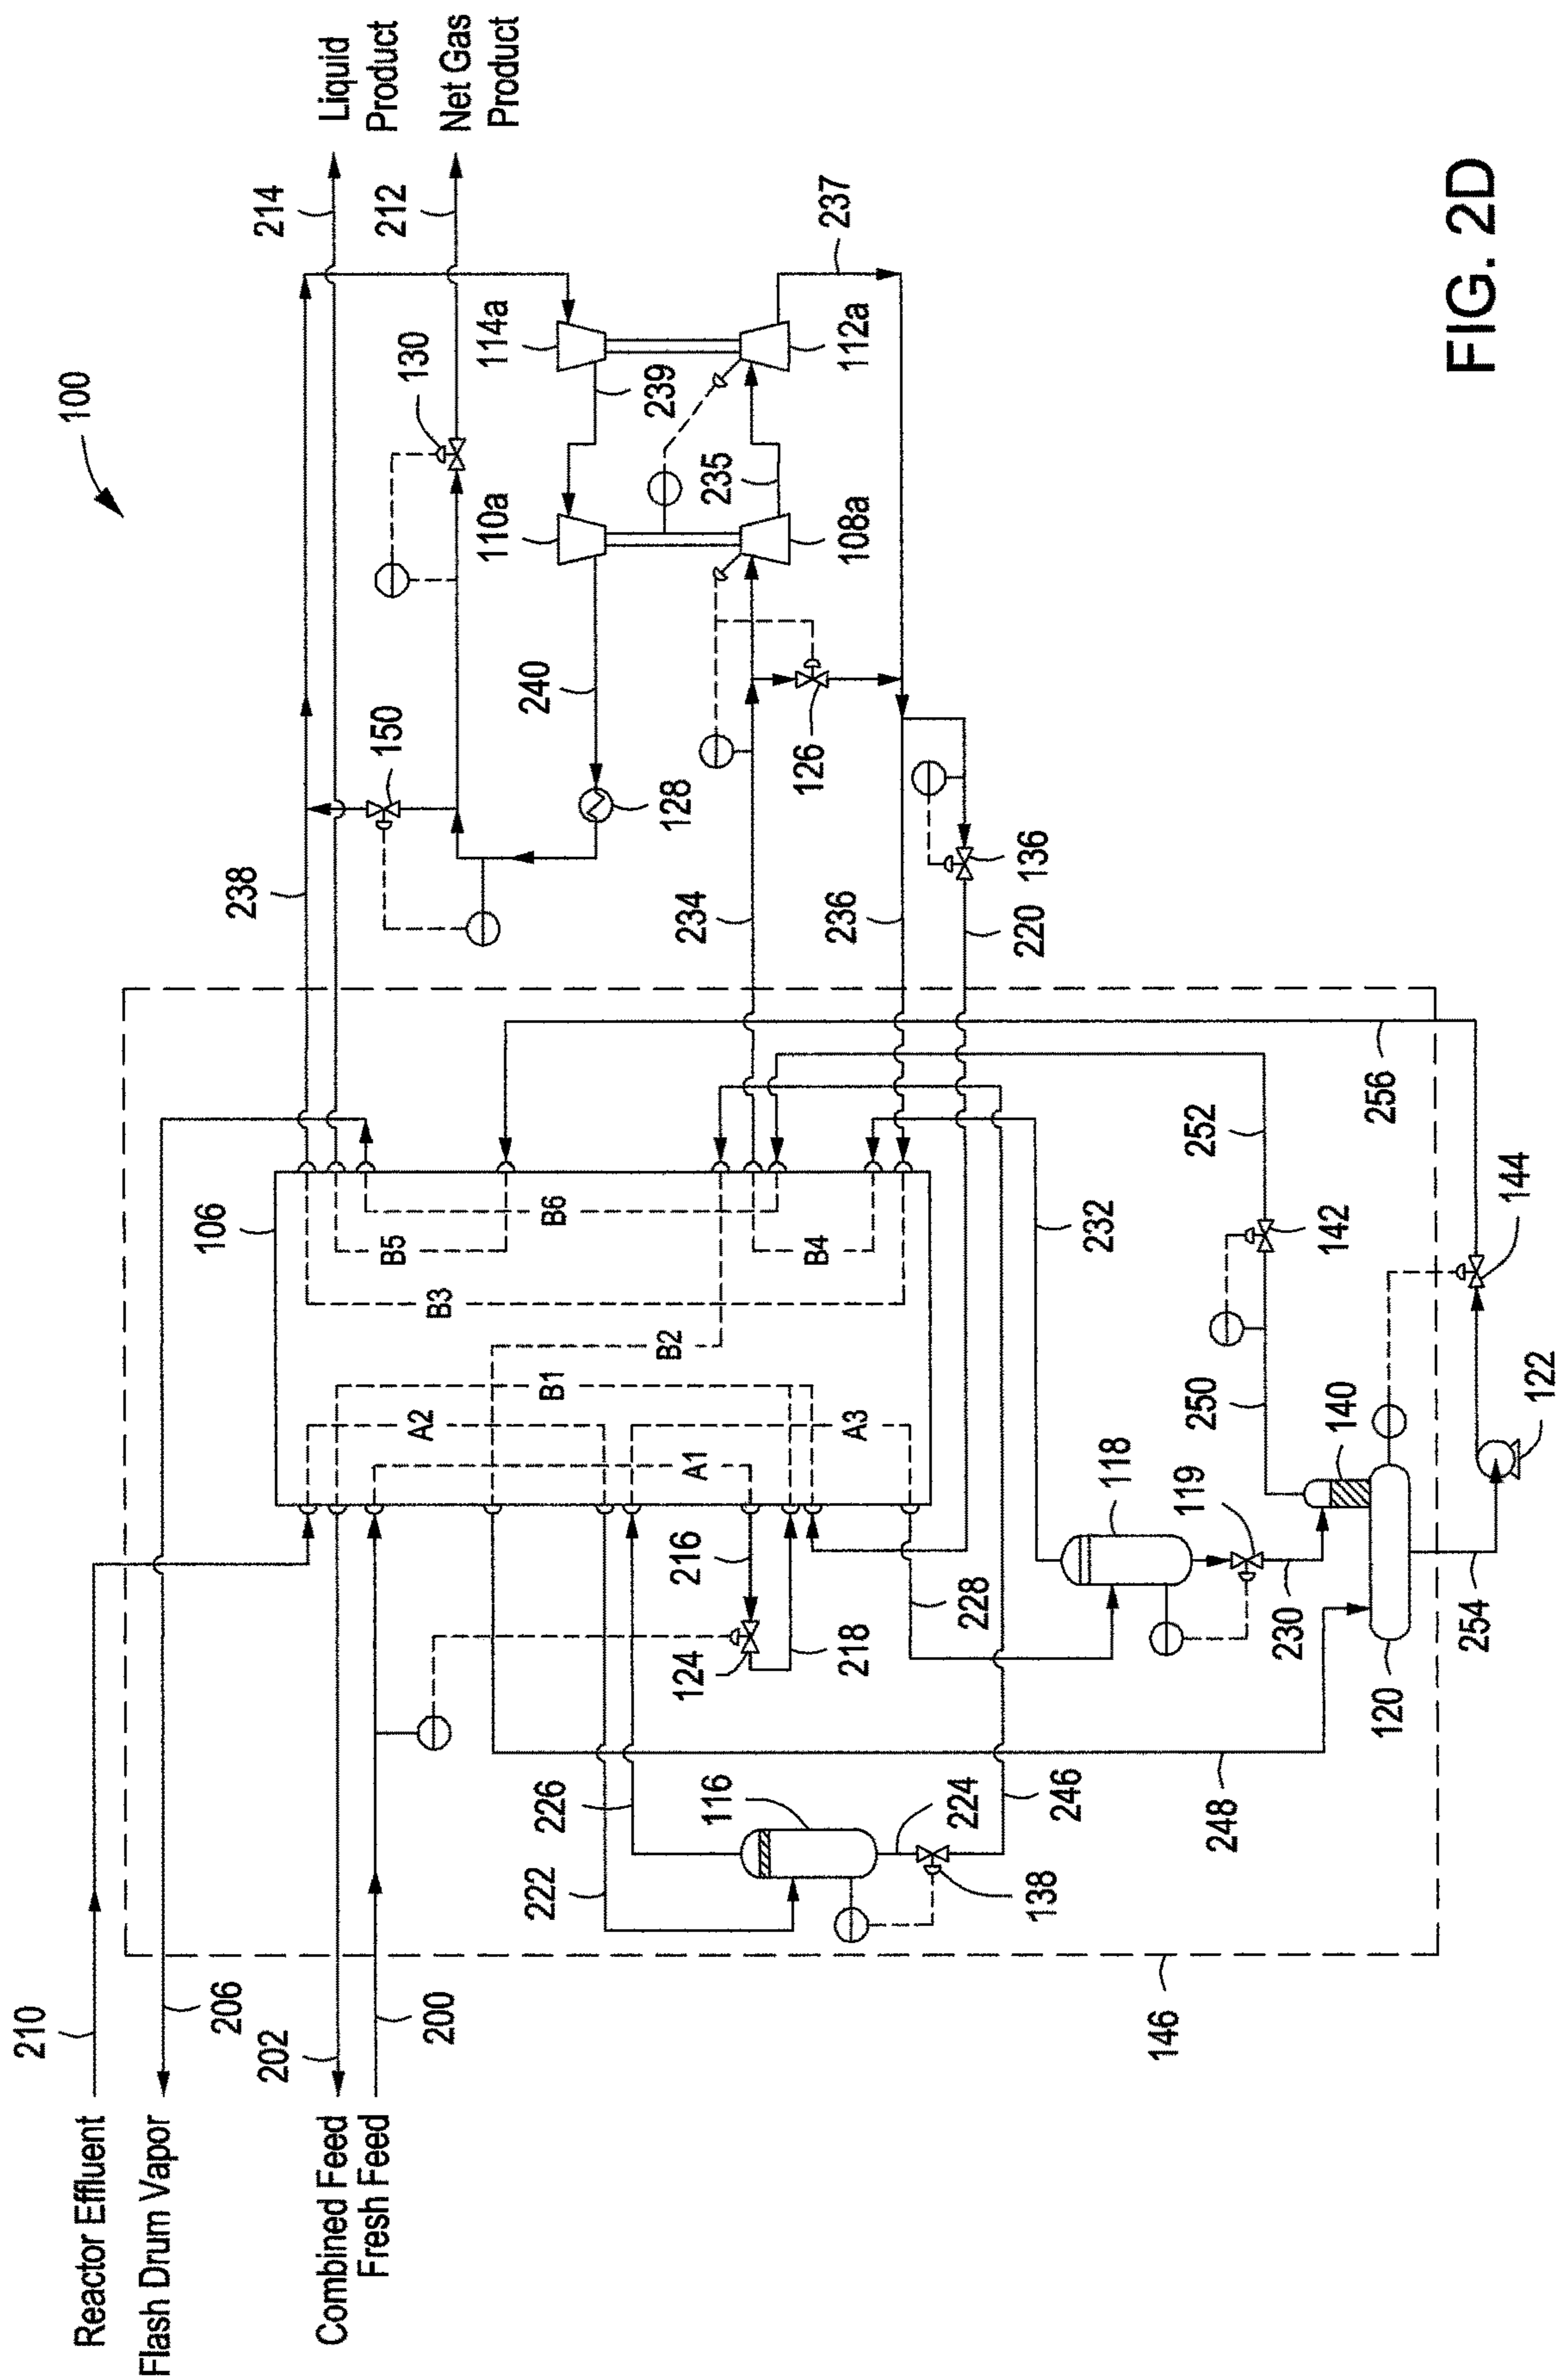 100
Liquid
Product
Net Gas
Product
214
212
130
114a
239
110a
237
112a
235
108a
240
150
128
126
238
234
236
136
220
106
B5
B6
B4
B3
B2
B1
A2
A3
A1
256
252
232
142
144
250
140
122
118
119
216
228
124
218
230
254
120
226
116
224
246
248
222
138
146
210
206
202
200
Reactor Effluent
Flash Drum Vapor
Combined Feed
Fresh Feed
FIG. 2D